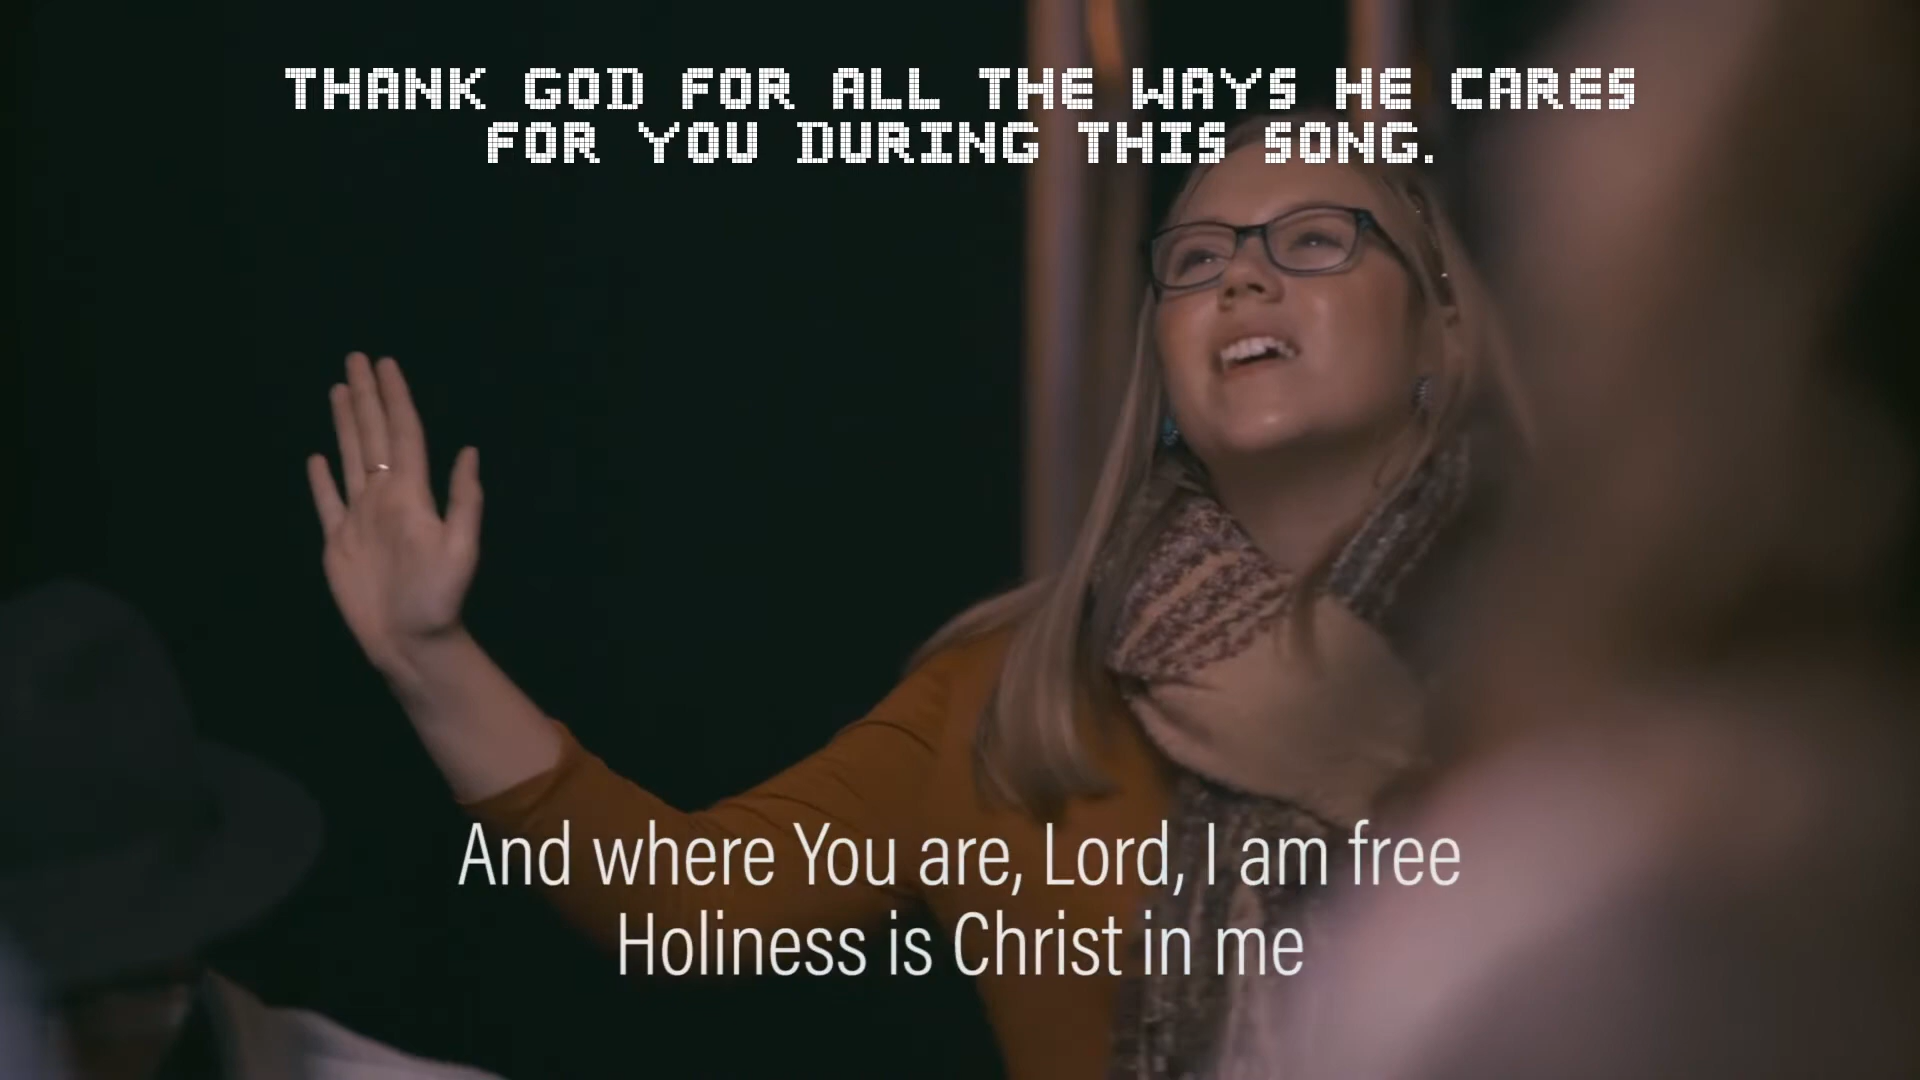 THANK GOD FOR ALL THE WAYS HE CARES
FOR YOU DURING THIS SONG.
And where You are, Lord, I am free
Holiness is Christ in me